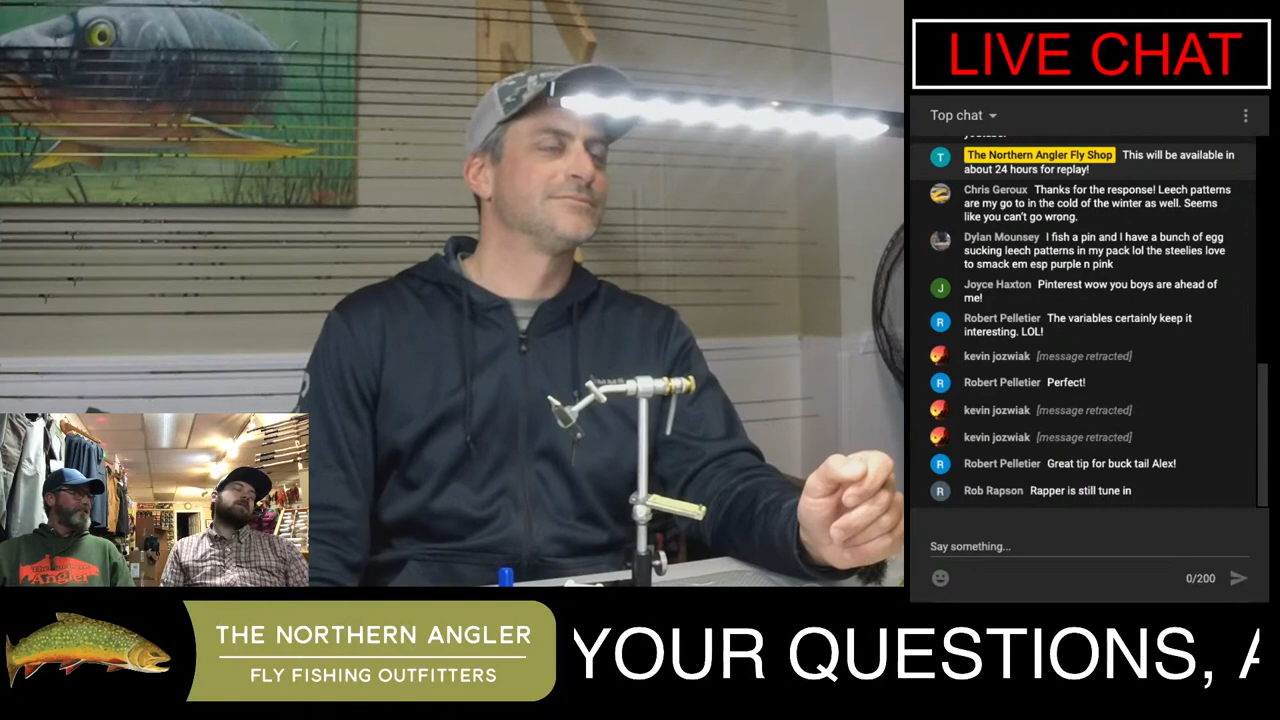 LIVE CHAT
Top chat
The Northern Angler Fly Shop This will be available in
about 24 hours for replay!
Chris Geroux Thanks for the response! Leech patterns
are my go to in the cold of the winter as well. Seems
like you can't go wrong.
Dylan Mounsey I fish a pin and I have a bunch of egg
sucking leech patterns in my pack lol the steelies love
to smack em esp purple n pink
J
Joyce Haxton Pinterest wow you boys are ahead of
me!
R
Robert Pelletier The variables certainly keep it
interesting. LOL!
kevin jozwiak [message retracted]
R
Robert Pelletier Perfect!
kevin jozwiak [message retracted]
kevin jozwiak [message retracted]
R
Robert Pelletier Great tip for buck tail Alex!
R
Rob Rapson Rapper is still tune in
Say something...
0/200
T
Angler
THE NORTHERN ANGLER
FLY FISHING OUTFITTERS
YOUR QUESTIONS, A